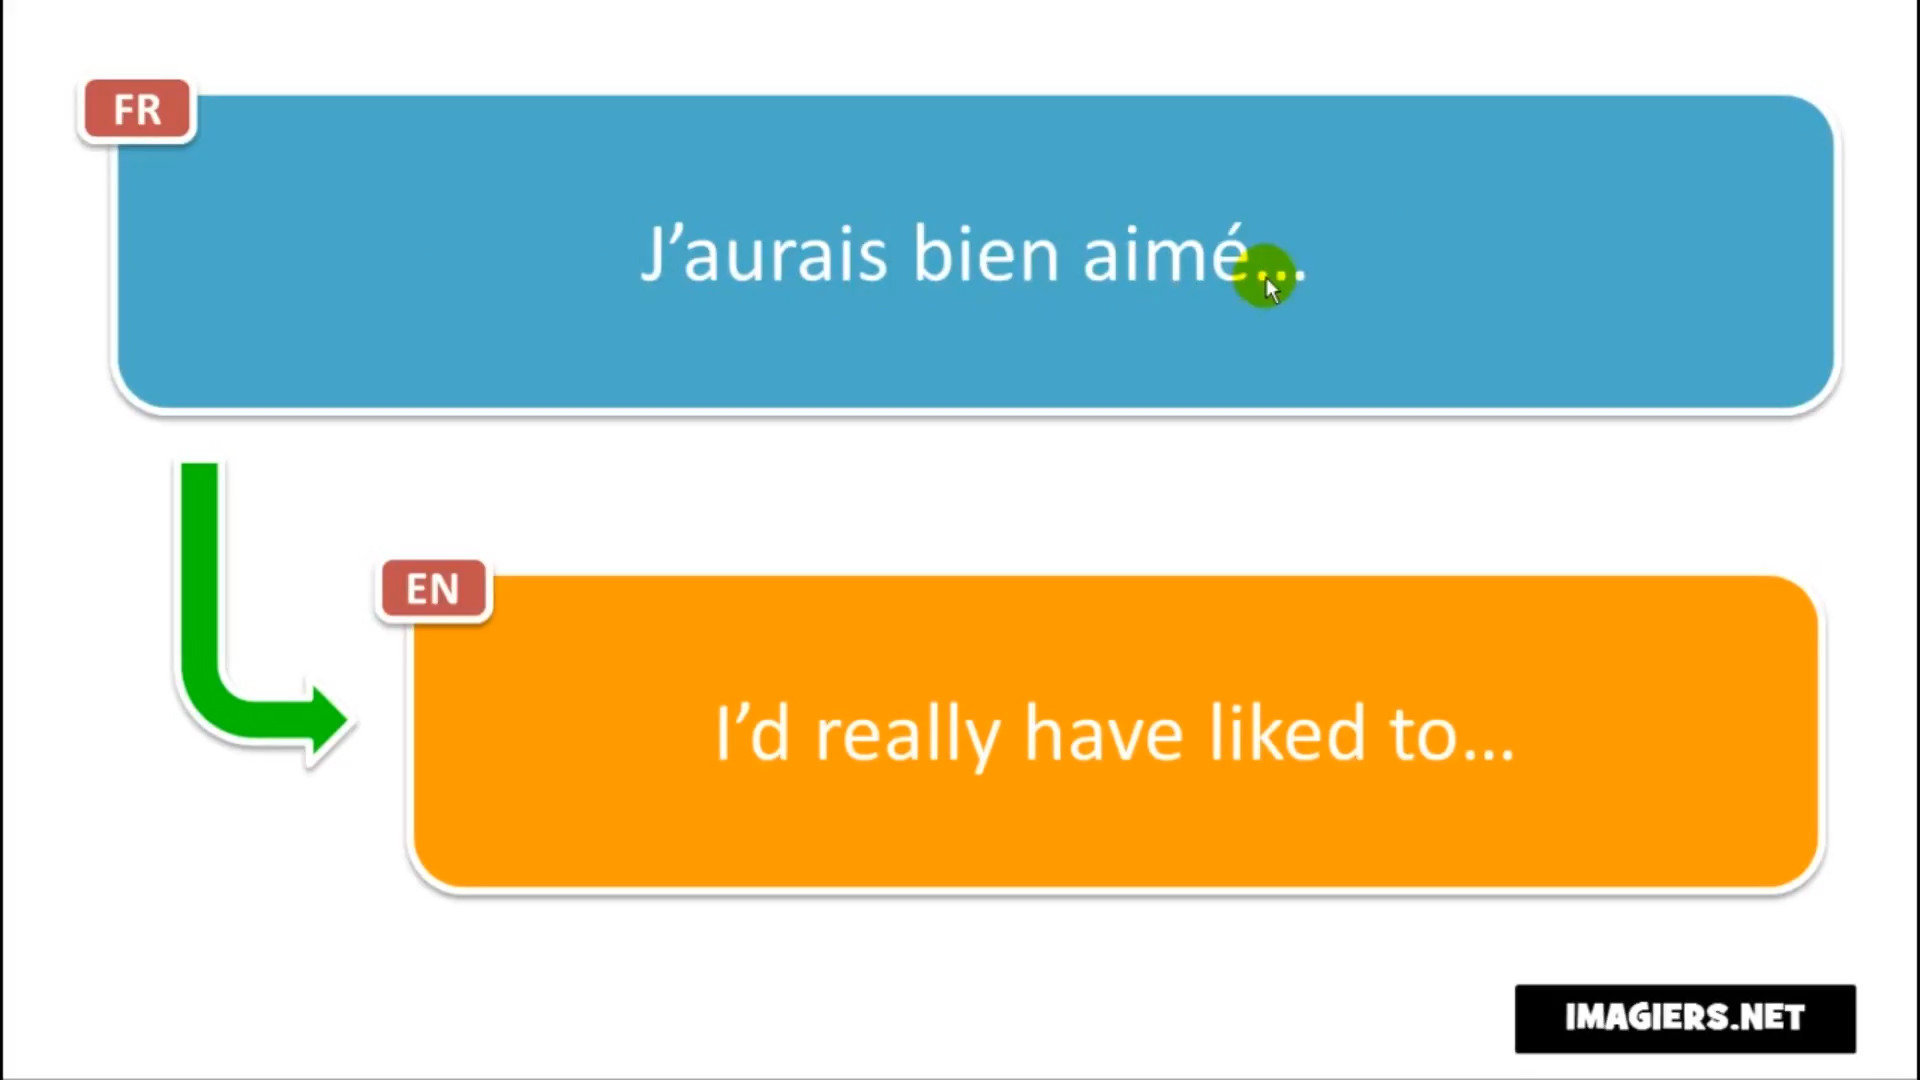 FR
J’aurais bien aimé...
EN
I’d really have liked to...
IMAGIERS.NET